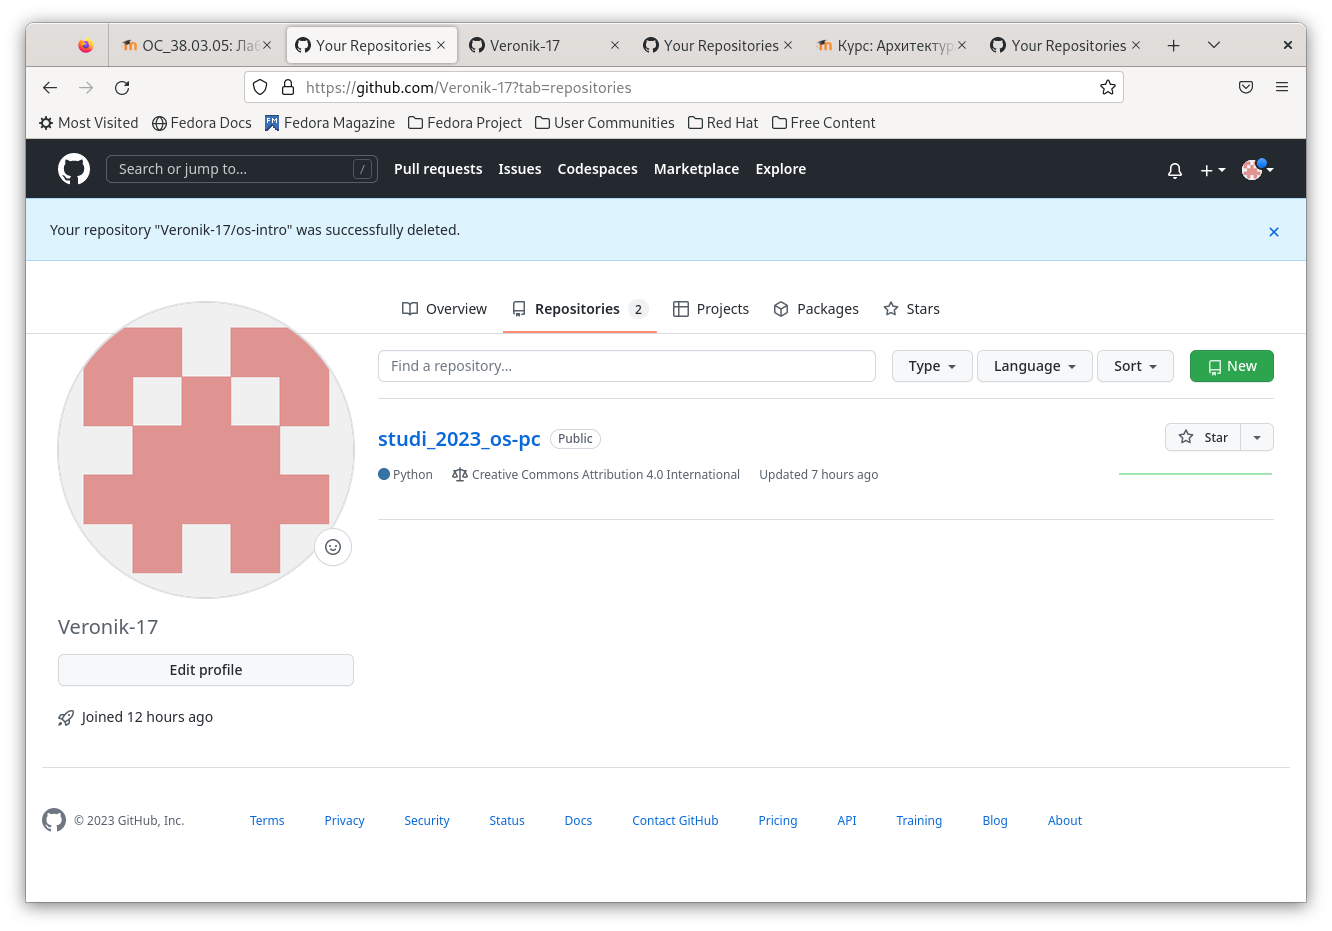 ОС_38.03.05: Лаб
Your Repositories
Veronik-17
Your Repositories
Курс: Архитектур
Your Repositories
https://github.com/Veronik-17?tab=repositories
Most Visited
Fedora Docs
FM
Fedora Magazine
Fedora Project
User Communities
Red Hat
Free Content
Search or jump to...
/
Pull requests
Issues
Codespaces
Marketplace
Explore
Your repository "Veronik-17/os-intro" was successfully deleted.
Overview
Repositories 2
Projects
Packages
Stars
Find a repository...
Type
Language
Sort
New
studi_2023_os-pc
Public
Star
Python
Creative Commons Attribution 4.0 International
Updated 7 hours ago
Veronik-17
Edit profile
Joined 12 hours ago
© 2023 GitHub, Inc.
Terms
Privacy
Security
Status
Docs
Contact GitHub
Pricing
API
Training
Blog
About